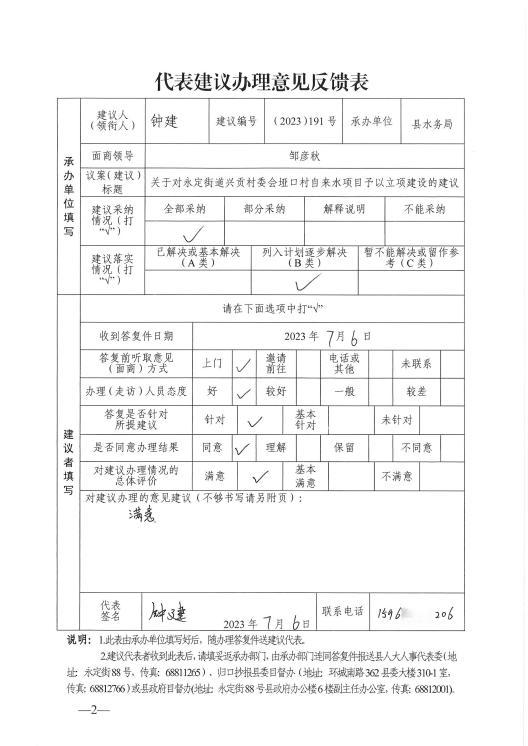 代表建议办理意见反馈表
承办单位填写
建议人（领衔人） 钟建 建议编号 (2023)191号 承办单位 县水务局
面商领导 邹彦秋
议案(建议)标题 关于对永定街道兴贡村委会垭口村自来水项目予以立项建设的建议
建议采纳情况(打“√”) 全部采纳 部分采纳 解释说明 不能采纳
√
建议落实情况(打“√”) 已解决或基本解决（A类） 列入计划逐步解决（B类） 暂不能解决或留作参考（C类）
√
建议者填写
请在下面选项中打“√”
收到答复件日期 2023年7月6日
答复前听取意见（面商）方式 上门 √ 邀请前往 电话或其他 未联系
办理(走访)人员态度 好 √ 较好 一般 较差
答复是否针对所提建议 针对 √ 基本针对 未针对
是否同意办理结果 同意 √ 理解 保留 不同意
对建议办理情况的总体评价 满意 √ 基本满意 不满意
对建议办理的意见建议(不够书写请另附页)：
满意
代表签名 钟建 2023年7月6日 联系电话 1596 206
说明：1.此表由承办单位填写好后，随办理答复件送建议代表。
2.建议代表者收到此表后，请填妥返承办部门，由承办部门连同答复件报送县人大人事代表委(地
址：永定街88号、传真：68811265)、归口抄报县委目督办(地址：环城南路362县委大楼310-1室,
传真：68812766)或县政府目督办(地址：永定街88号县政府办公楼6楼副主任办公室，传真：68812001).
—2—